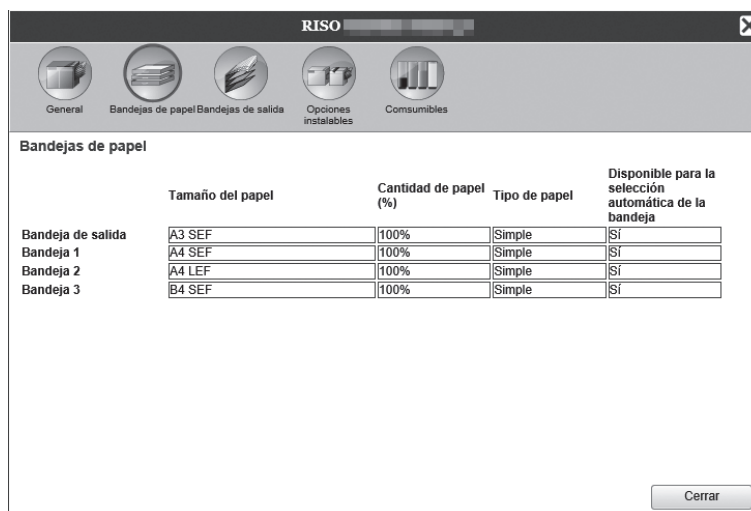 RISO
General
Bandejas de papel
Bandejas de salida
Opciones
instalables
Comsumibles
Bandejas de papel
Tamaño del papel
Cantidad de papel
(%)
Tipo de papel
Disponible para la
selección
automática de la
bandeja
Bandeja de salida A3 SEF 100% Simple Sí
Bandeja 1 A4 SEF 100% Simple Sí
Bandeja 2 A4 LEF 100% Simple Sí
Bandeja 3 B4 SEF 100% Simple Sí
Cerrar